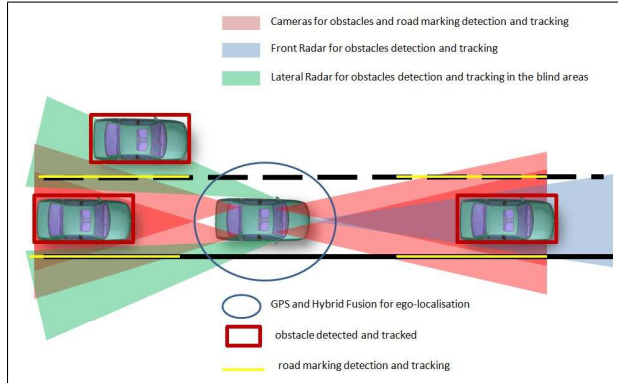 Cameras for obstacles and road marking detection and tracking
Front Radar for obstacles detection and tracking
Lateral Radar for obstacles detection and tracking in the blind areas
GPS and Hybrid Fusion for ego-localisation
obstacle detected and tracked
road marking detection and tracking